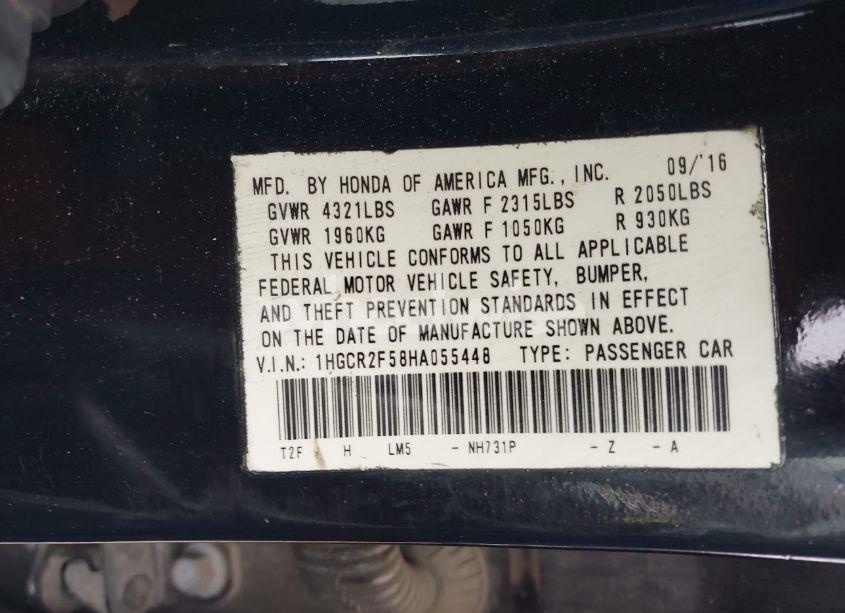 MFD. BY HONDA OF AMERICA MFG., INC. 09/'16
GVWR 4321LBS GAWR F 2315LBS R 2050LBS
GVWR 1960KG GAWR F 1050KG R 930KG
THIS VEHICLE CONFORMS TO ALL APPLICABLE
FEDERAL MOTOR VEHICLE SAFETY, BUMPER,
AND THEFT PREVENTION STANDARDS IN EFFECT
ON THE DATE OF MANUFACTURE SHOWN ABOVE.
V.I.N.: 1HGCR2F58HA055448 TYPE: PASSENGER CAR
T2F H LM5 - NH731P - Z - A